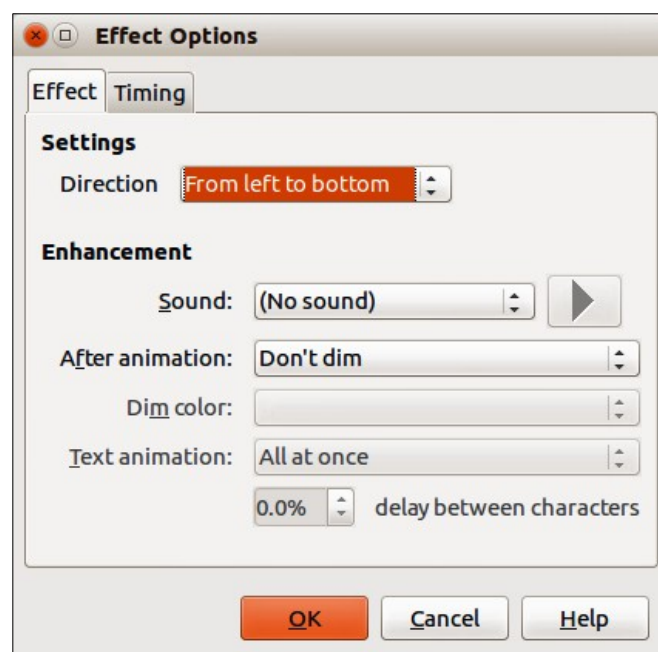 Effect Options
Effect Timing
Settings
Direction From left to bottom
Enhancement
Sound: (No sound)
After animation: Don't dim
Dim color:
Text animation: All at once
0.0% delay between characters
OK Cancel Help